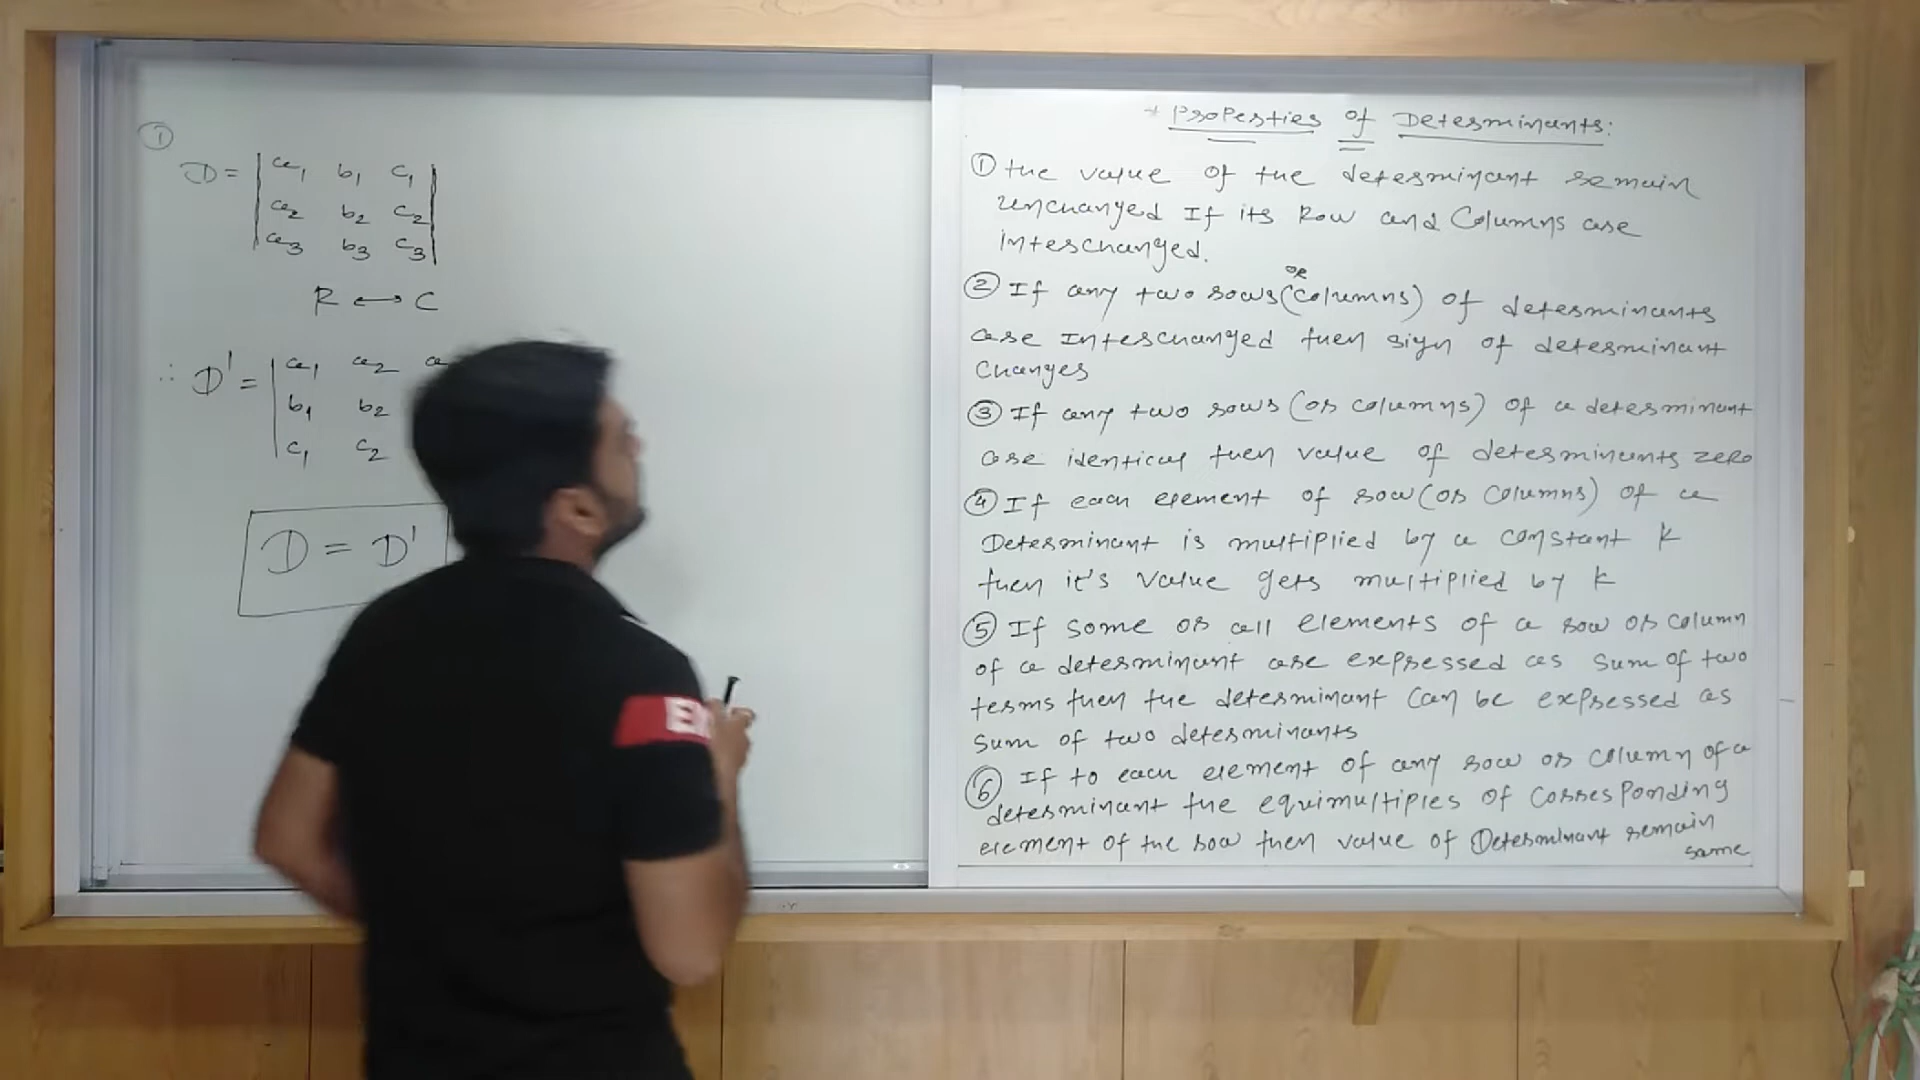 ①
D = | a₁ b₁ c₁ |
| a₂ b₂ c₂ |
| a₃ b₃ c₃ |
R ⟷ C
∴ D' = | a₁ a₂ a
| b₁ b₂
| c₁ c₂
D = D'
E
* Properties of Determinants:
① the value of the determinant remain
unchanged If its Row and Columns are
interchanged.
② If any two rows (or columns) of determinants
are Interchanged then sign of determinant
changes
③ If any two rows (or columns) of a determinant
are identical then value of determinants zero
④ If each element of row (or columns) of a
Determinant is multiplied by a constant k
then it's value gets multiplied by k
⑤ If some or all elements of a row or column
of a determinant are expressed as sum of two
terms then the determinant can be expressed as
sum of two determinants
⑥ If to each element of any row or column of a
determinant the equimultiples of corresponding
element of the row then value of Determinant remain
same